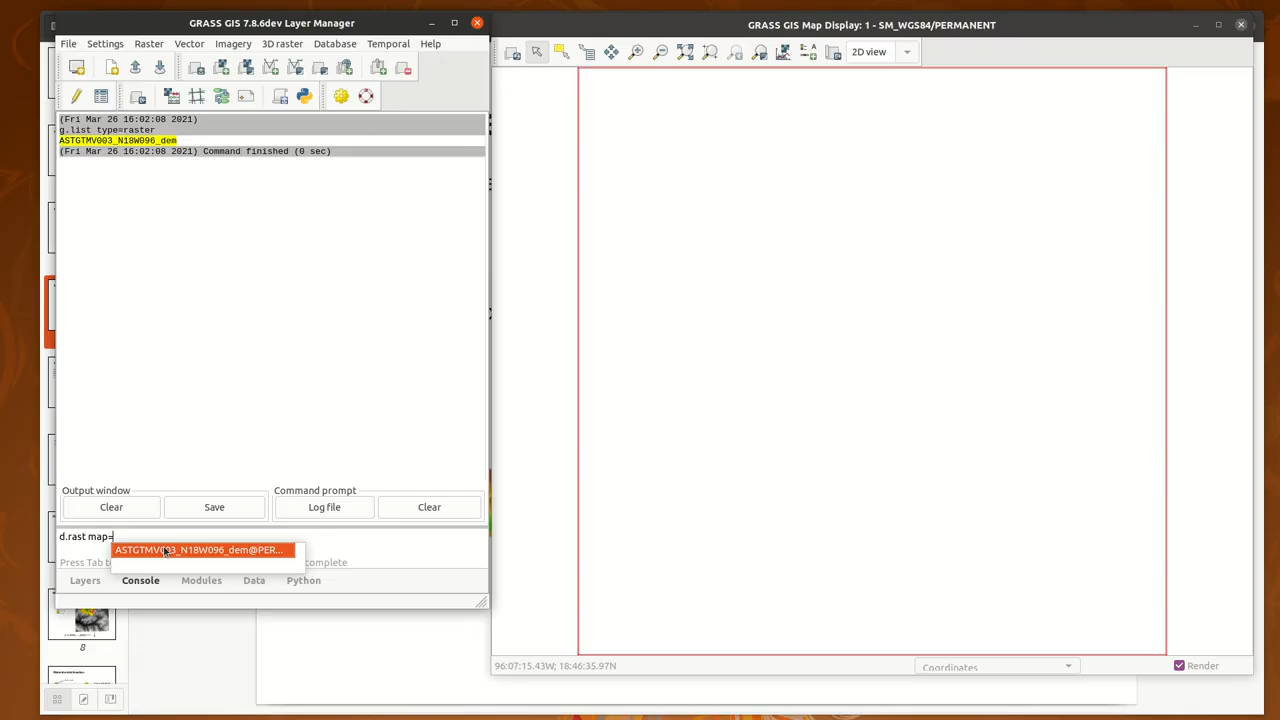 GRASS GIS 7.8.6dev Layer Manager
GRASS GIS Map Display: 1 - SM_WGS84/PERMANENT
File Settings Raster Vector Imagery 3D raster Database Temporal Help
2D view
(Fri Mar 26 16:02:08 2021)
g.list type=raster
ASTGTMV003_N18W096_dem
(Fri Mar 26 16:02:08 2021) Command finished (0 sec)
Output window
Command prompt
Clear
Save
Log file
Clear
d.rast map=
ASTGTMV003_N18W096_dem@PER...
Press Tab to
complete
Layers Console Modules Data Python
8
96:07:15.43W; 18:46:35.97N
Coordinates
Render